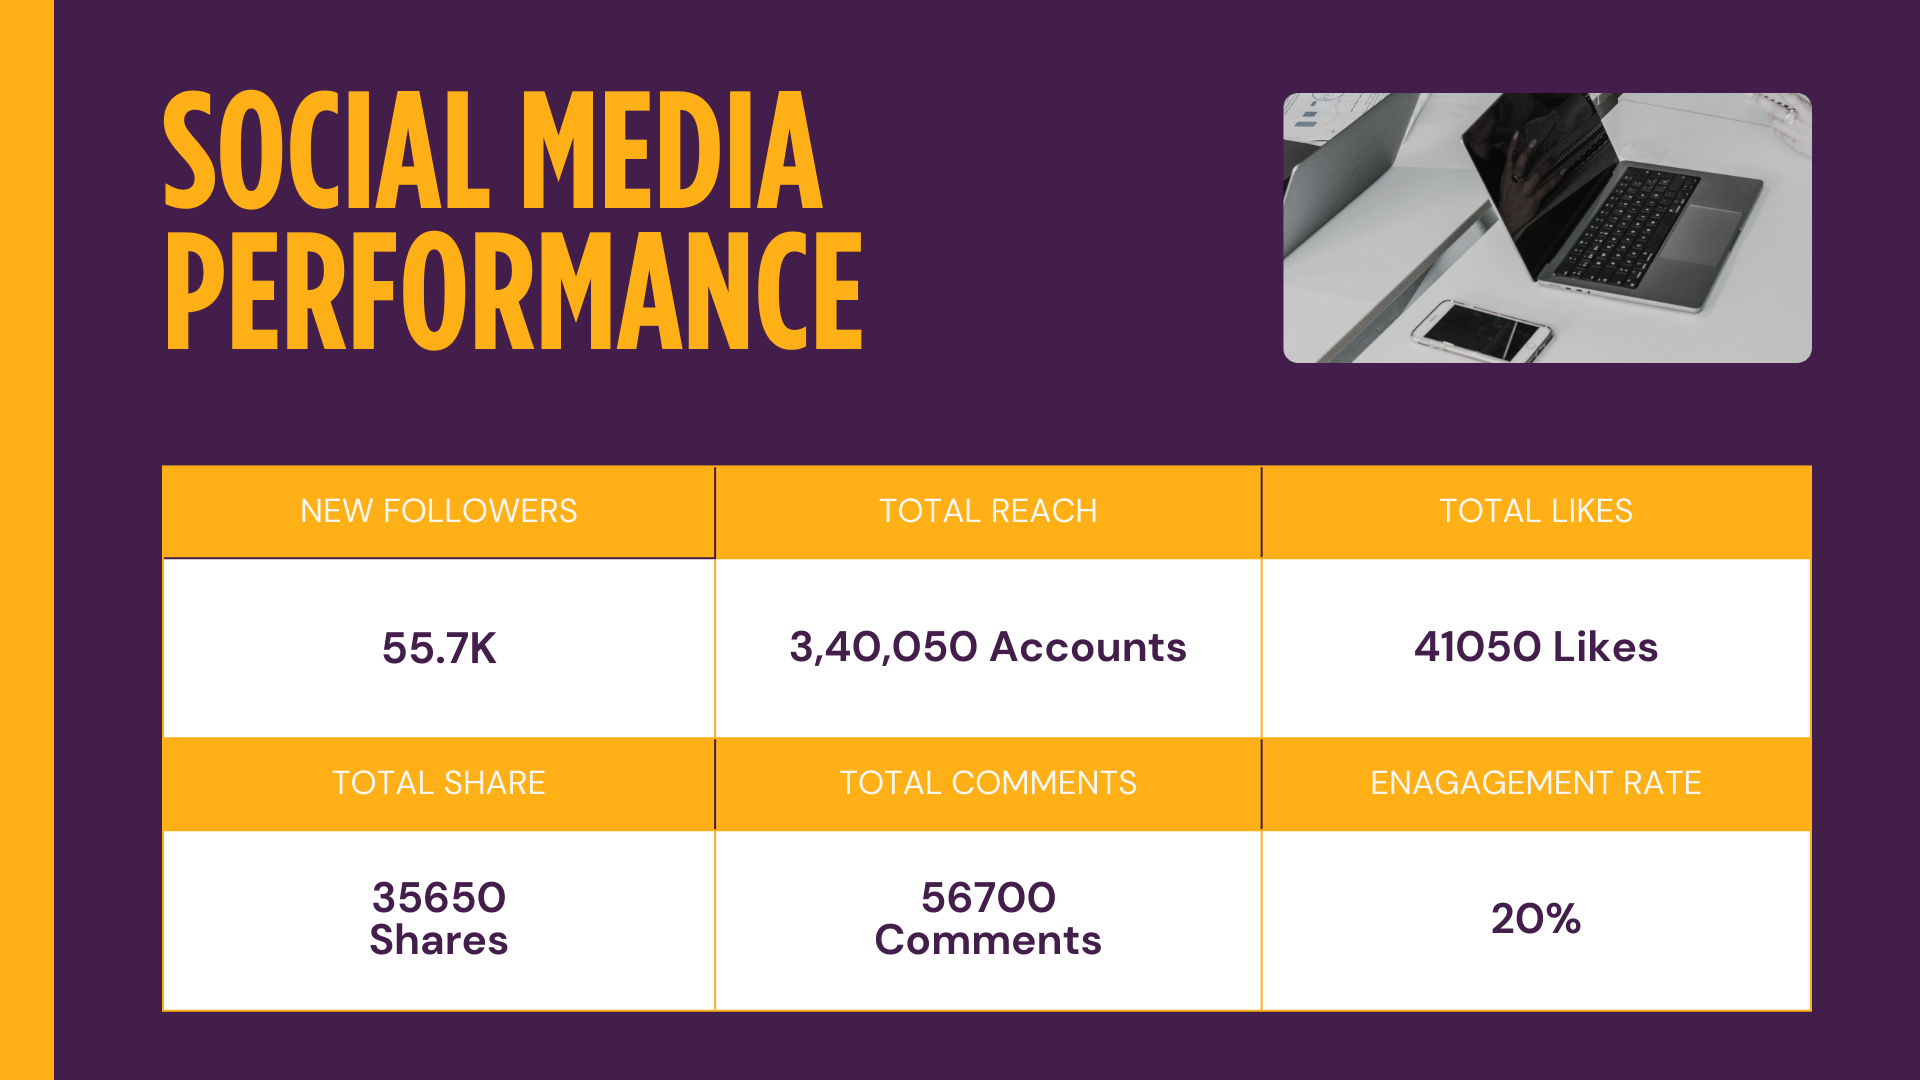 SOCIAL MEDIA
PERFORMANCE
NEW FOLLOWERS
TOTAL REACH
TOTAL LIKES
55.7K
3,40,050 Accounts
41050 Likes
TOTAL SHARE
TOTAL COMMENTS
ENAGAGEMENT RATE
35650
Shares
56700
Comments
20%